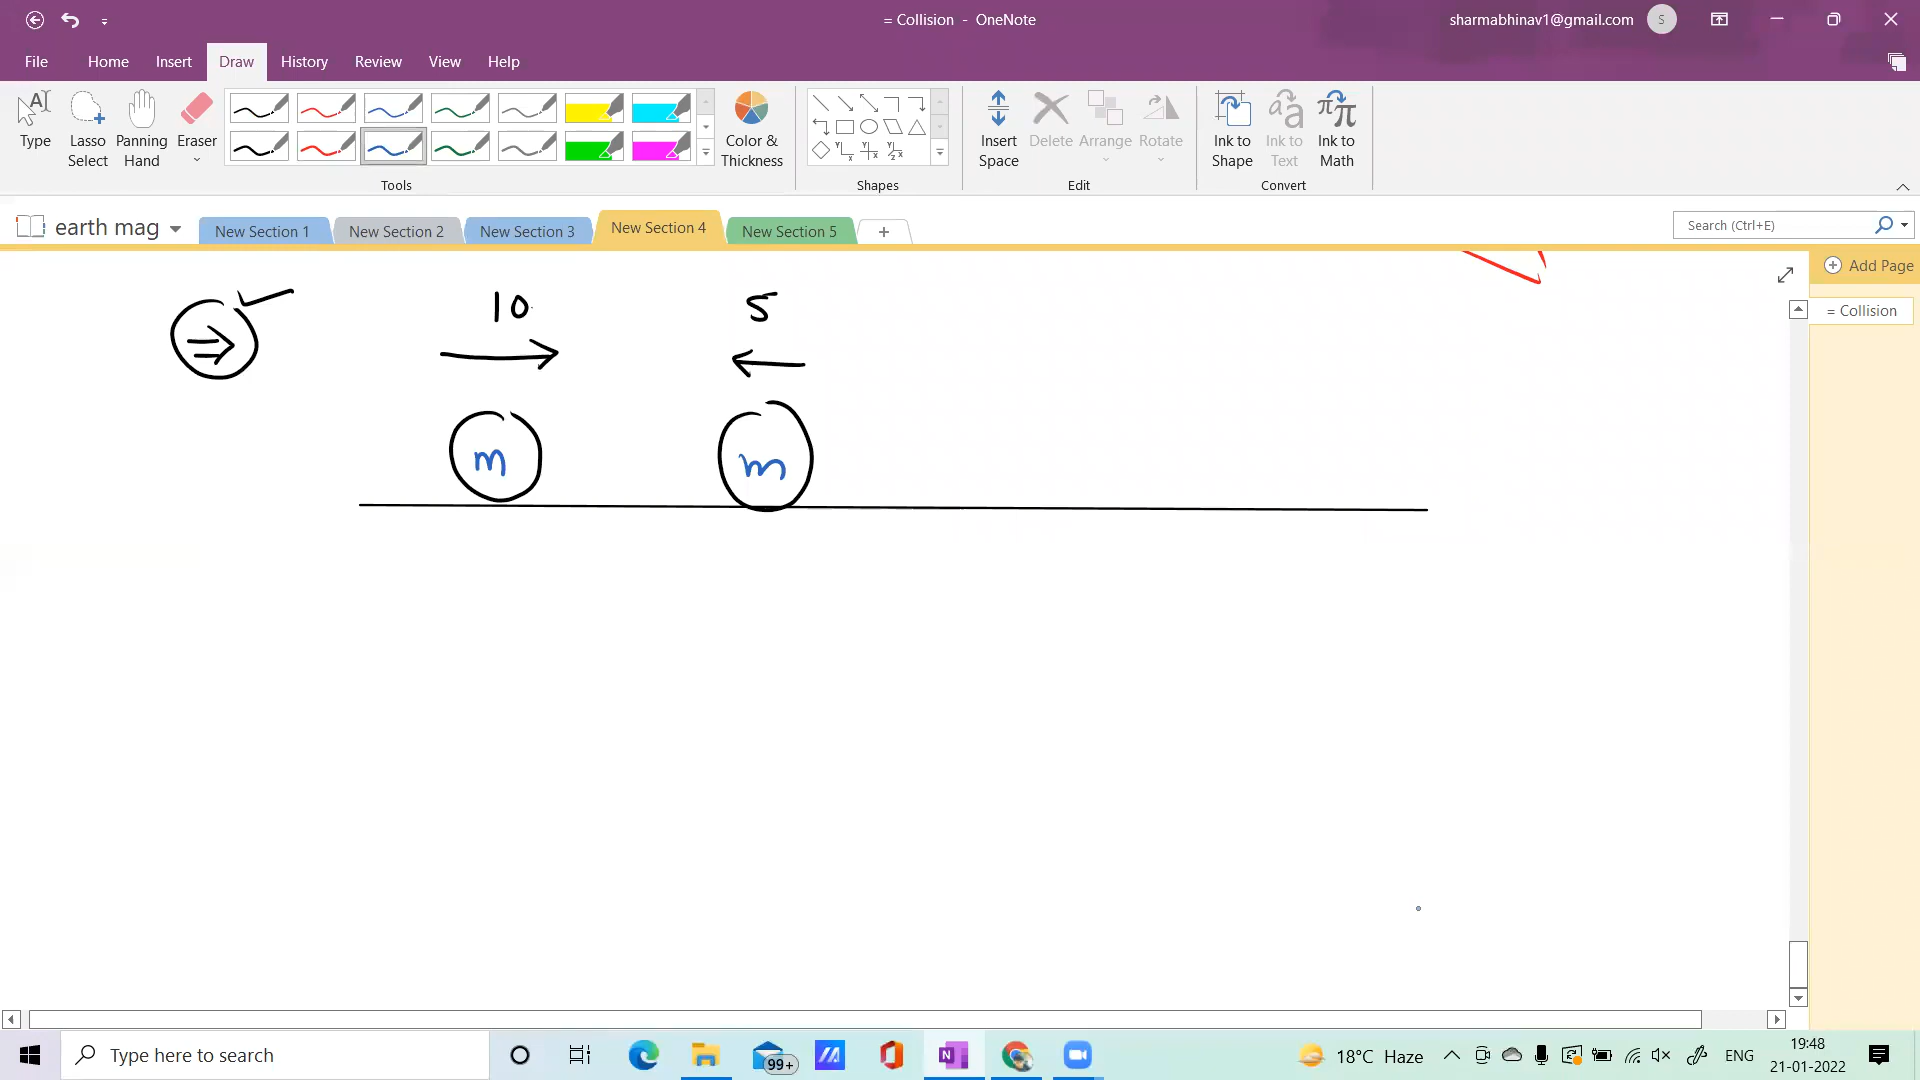 = Collision - OneNote
sharmabhinav1@gmail.com
S
File Home Insert Draw History Review View Help
Type
Lasso Select
Panning Hand
Eraser
Color & Thickness
Insert Space
Delete
Arrange
Rotate
Ink to Shape
Ink to Text
Ink to Math
Tools
Shapes
Edit
Convert
earth mag
New Section 1
New Section 2
New Section 3
New Section 4
New Section 5
+
Search (Ctrl+E)
Add Page
= Collision
10 5
m m
Type here to search
99+
N
18°C Haze
ENG
19:48
21-01-2022